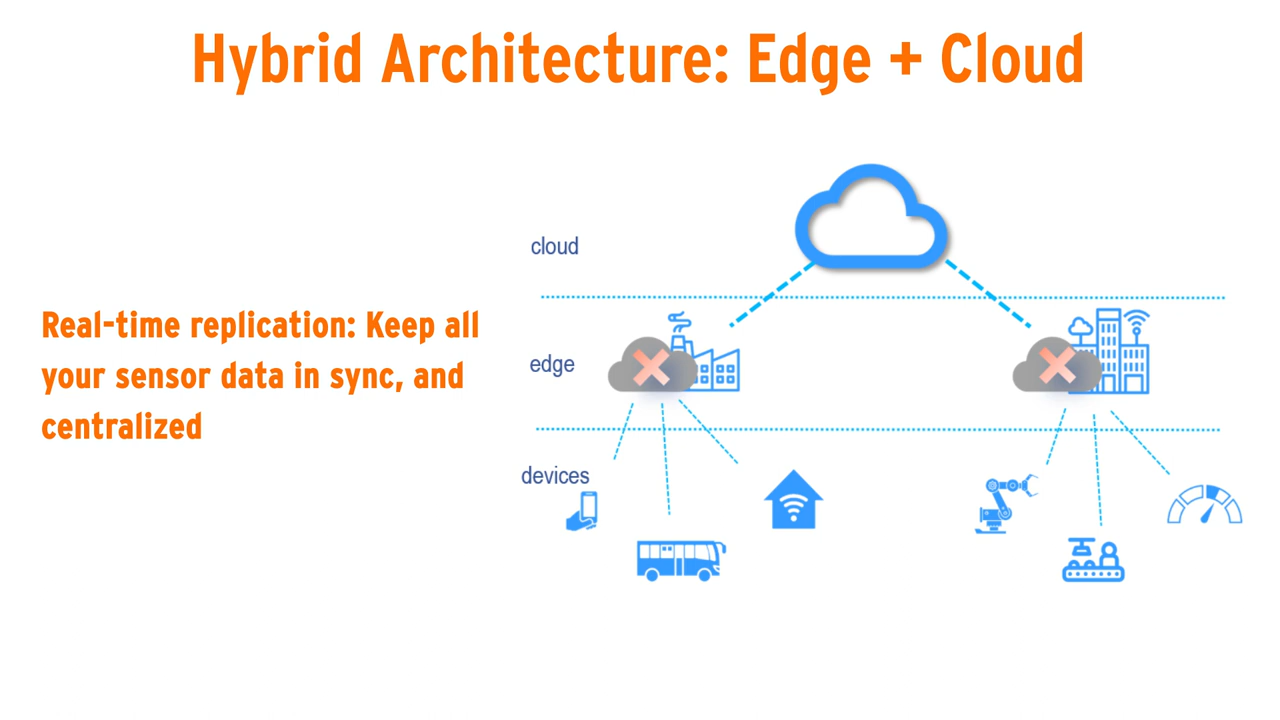 Hybrid Architecture: Edge + Cloud
cloud
Real-time replication: Keep all
your sensor data in sync, and
centralized
edge
devices